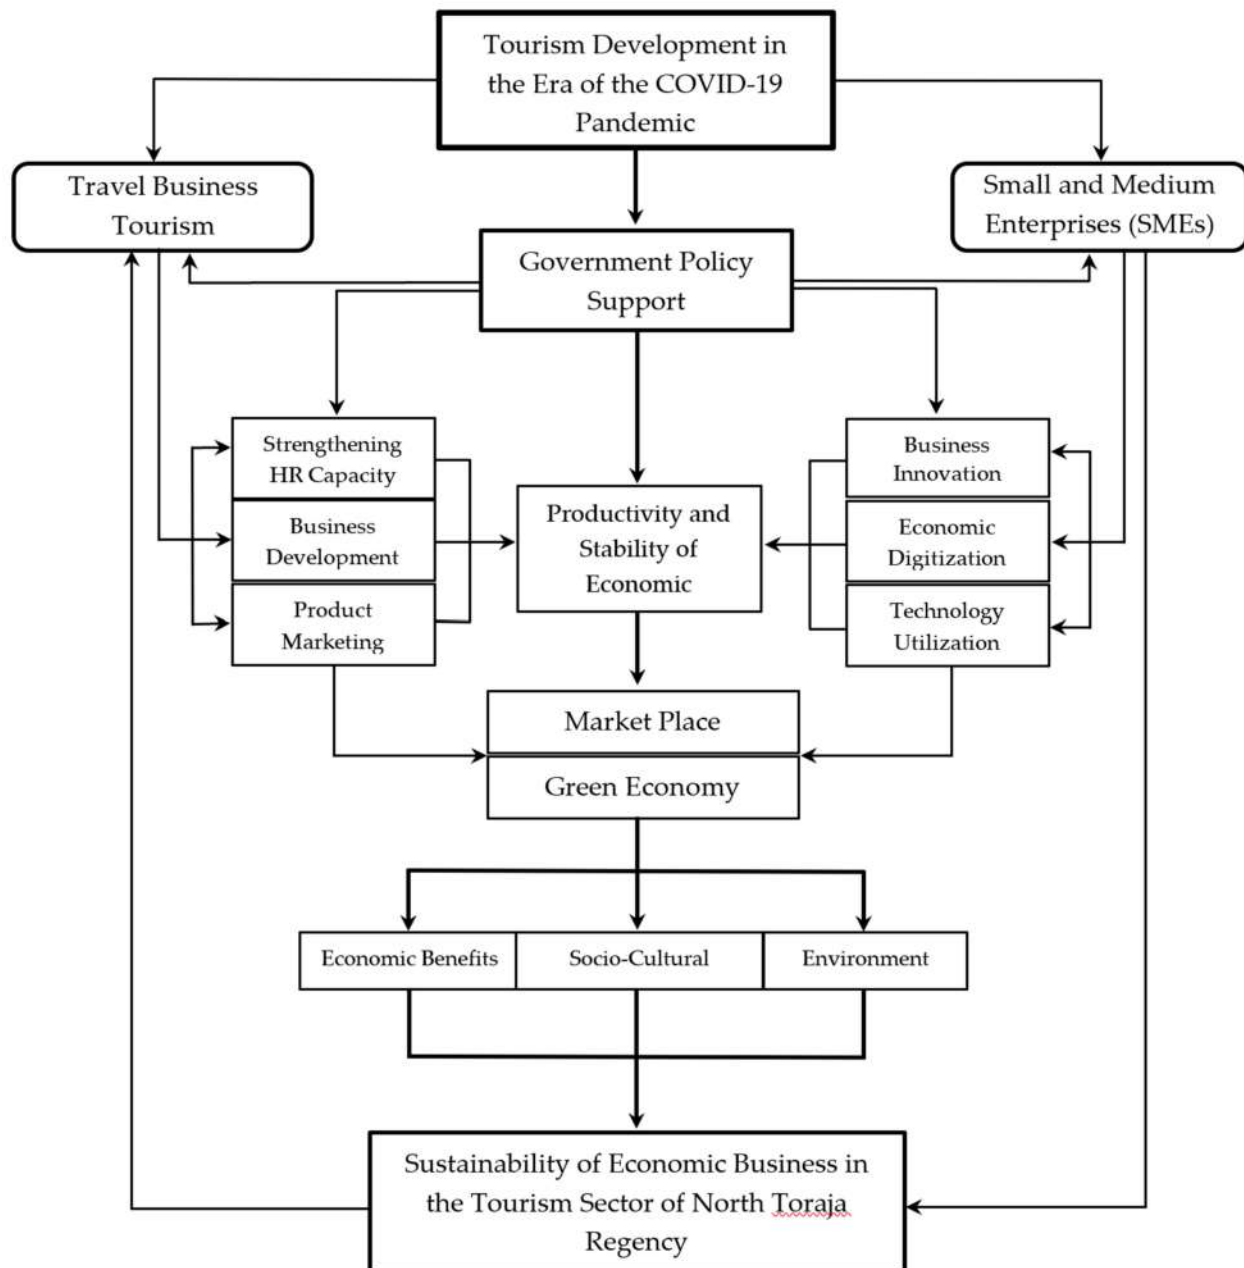 Tourism Development in
the Era of the COVID-19
Pandemic
Travel Business
Tourism
Small and Medium
Enterprises (SMEs)
Government Policy
Support
Strengthening
HR Capacity
Business
Development
Product
Marketing
Productivity and
Stability of
Economic
Business
Innovation
Economic
Digitization
Technology
Utilization
Market Place
Green Economy
Economic Benefits
Socio-Cultural
Environment
Sustainability of Economic Business in
the Tourism Sector of North Toraja
Regency